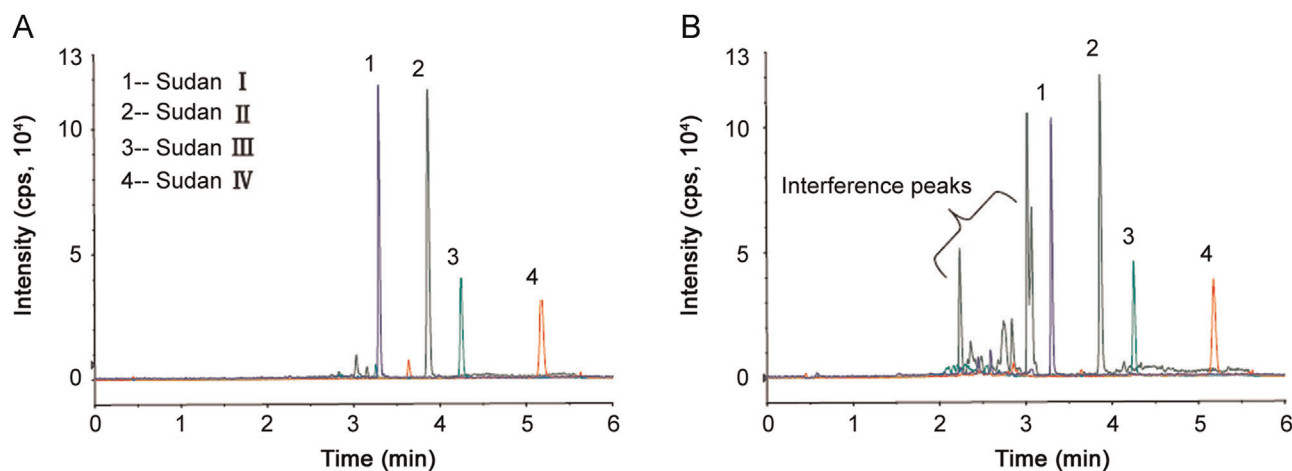 A
13
10
5
0
Intensity (cps, 10⁴)
1-- Sudan Ⅰ
2-- Sudan Ⅱ
3-- Sudan Ⅲ
4-- Sudan Ⅳ
1
2
3
4
0 1 2 3 4 5 6
Time (min)
B
13
10
5
0
Intensity (cps, 10⁴)
Interference peaks
1
2
3
4
0 1 2 3 4 5 6
Time (min)